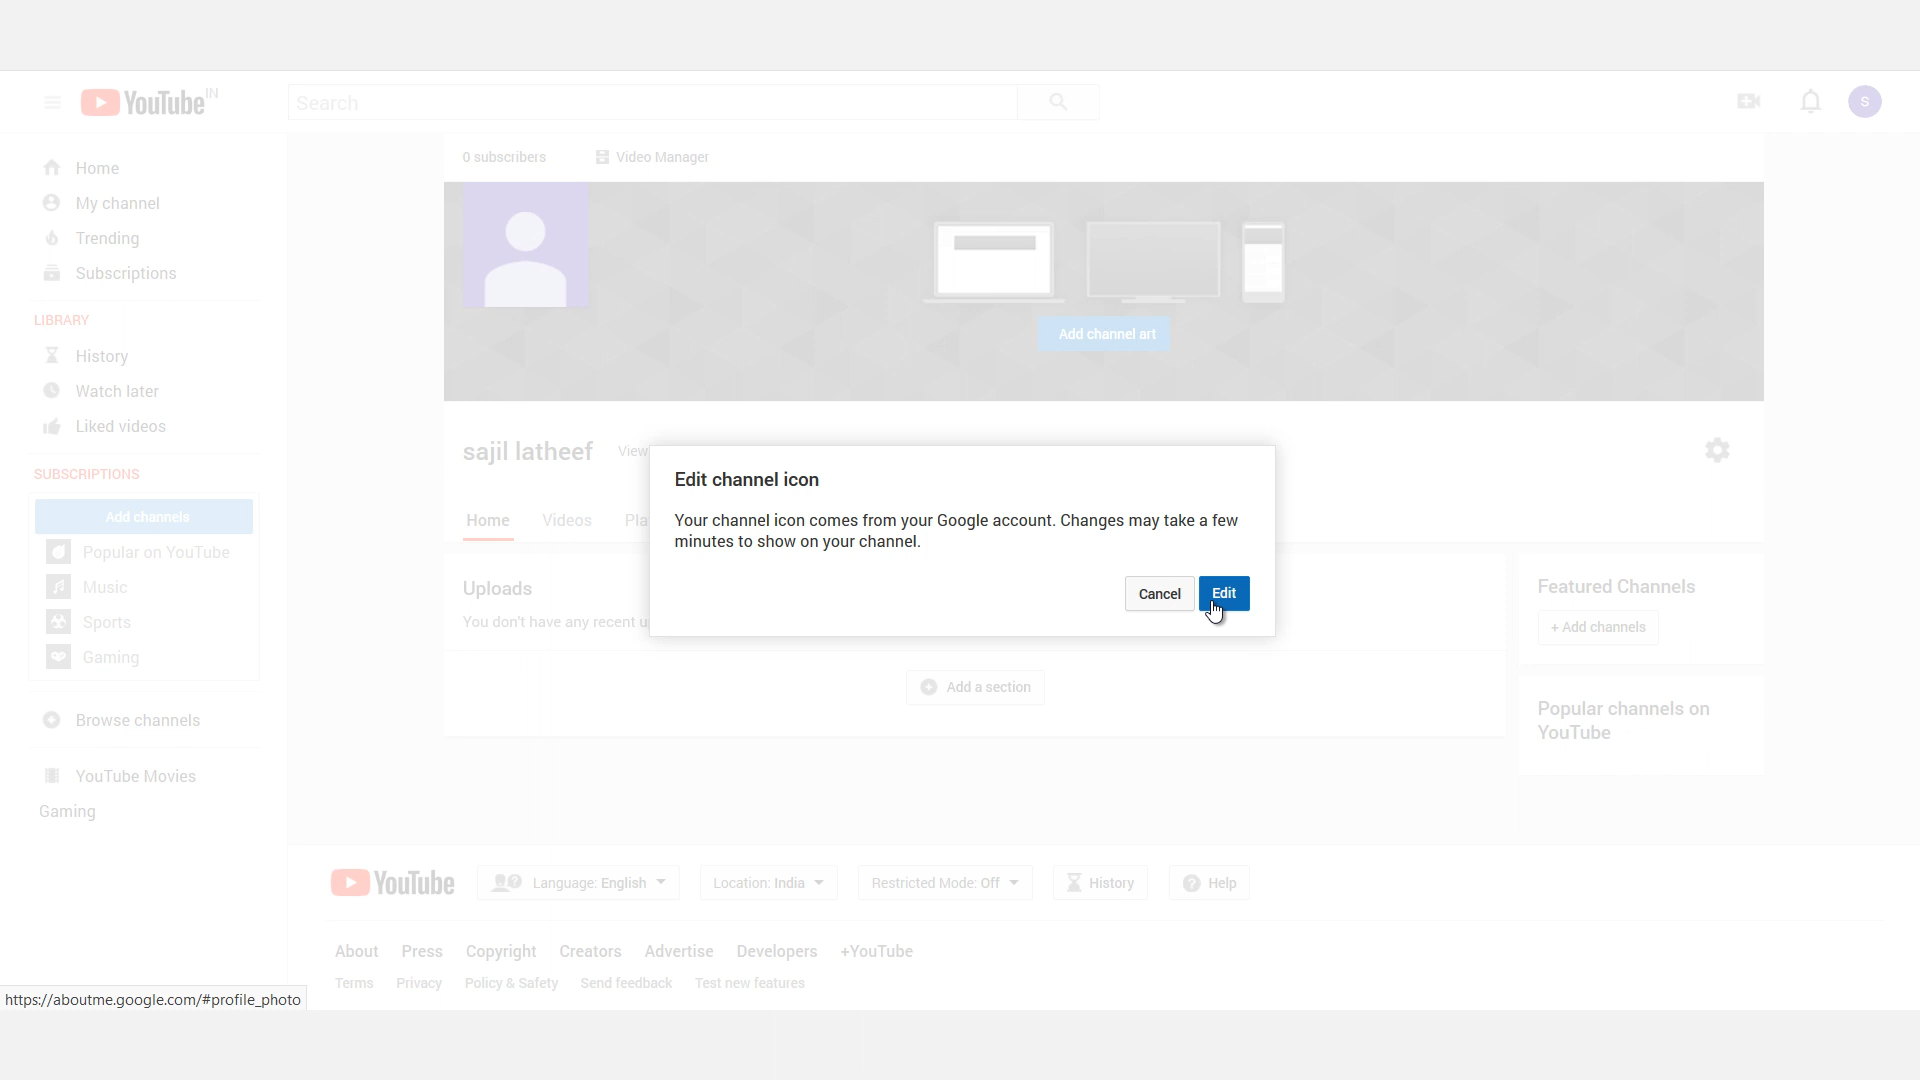 YouTube IN
Search
S
Home
My channel
Trending
Subscriptions
LIBRARY
History
Watch later
Liked videos
SUBSCRIPTIONS
Add channels
Popular on YouTube
Music
Sports
Gaming
Browse channels
YouTube Movies
Gaming
0 subscribers
Video Manager
Add channel art
sajil latheef
View
Home
Videos
Pla
Edit channel icon
Your channel icon comes from your Google account. Changes may take a few
minutes to show on your channel.
Cancel
Edit
Uploads
You don't have any recent u
Add a section
Featured Channels
+ Add channels
Popular channels on
YouTube
YouTube
Language: English
Location: India
Restricted Mode: Off
History
Help
About Press Copyright Creators Advertise Developers +YouTube
Terms Privacy Policy & Safety Send feedback Test new features
https://aboutme.google.com/#profile_photo